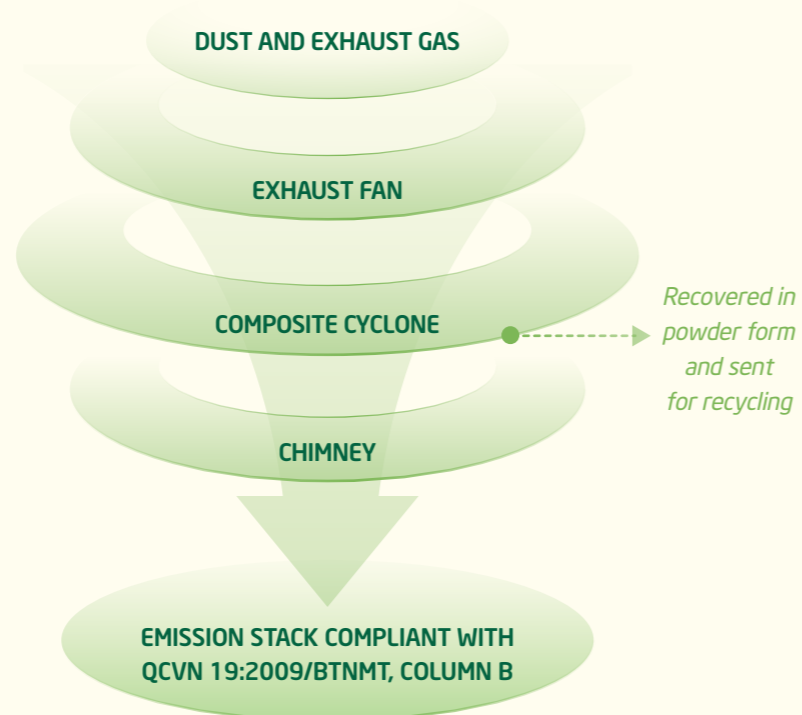 DUST AND EXHAUST GAS
EXHAUST FAN
COMPOSITE CYCLONE
Recovered in
powder form
and sent
for recycling
CHIMNEY
EMISSION STACK COMPLIANT WITH
QCVN 19:2009/BTNMT, COLUMN B